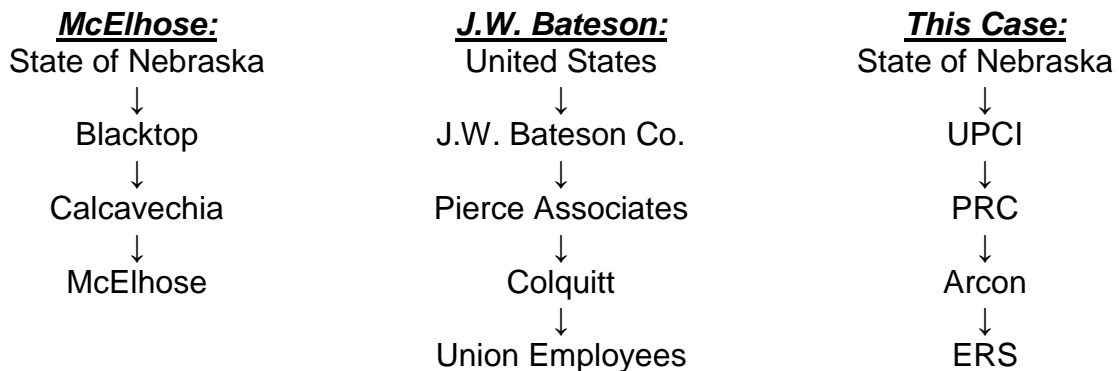 McElhose:
State of Nebraska
↓
Blacktop
↓
Calcavechia
↓
McElhose
J.W. Bateson:
United States
↓
J.W. Bateson Co.
↓
Pierce Associates
↓
Colquitt
↓
Union Employees
This Case:
State of Nebraska
↓
UPCI
↓
PRC
↓
Arcon
↓
ERS